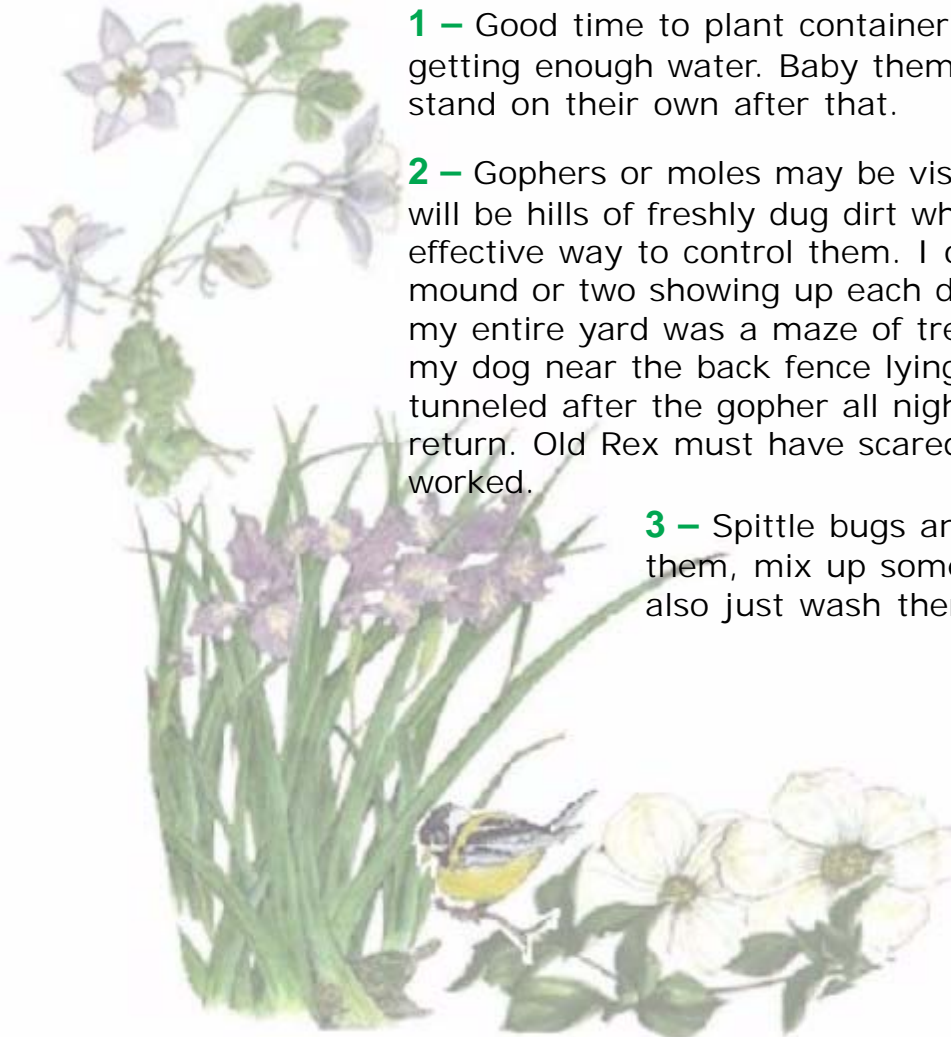 1 – Good time to plant container
getting enough water. Baby them
stand on their own after that.
2 – Gophers or moles may be vis
will be hills of freshly dug dirt wh
effective way to control them. I
mound or two showing up each d
my entire yard was a maze of tre
my dog near the back fence lying
tunneled after the gopher all nigh
return. Old Rex must have scared
worked.
3 – Spittle bugs ar
them, mix up some
also just wash the